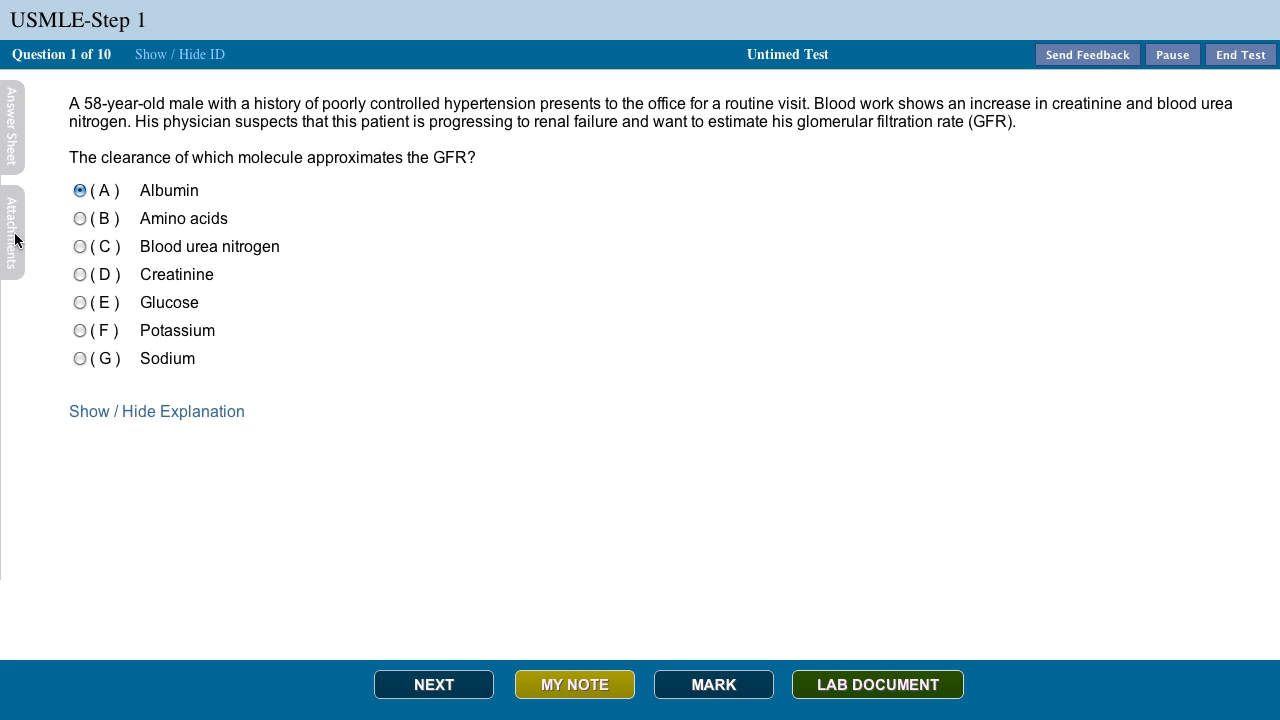 USMLE-Step 1
Question 1 of 10 Show / Hide ID Untimed Test Send Feedback Pause End Test
Answer Sheet
Attachments
A 58-year-old male with a history of poorly controlled hypertension presents to the office for a routine visit. Blood work shows an increase in creatinine and blood urea
nitrogen. His physician suspects that this patient is progressing to renal failure and want to estimate his glomerular filtration rate (GFR).
The clearance of which molecule approximates the GFR?
( A ) Albumin
( B ) Amino acids
( C ) Blood urea nitrogen
( D ) Creatinine
( E ) Glucose
( F ) Potassium
( G ) Sodium
Show / Hide Explanation
NEXT MY NOTE MARK LAB DOCUMENT